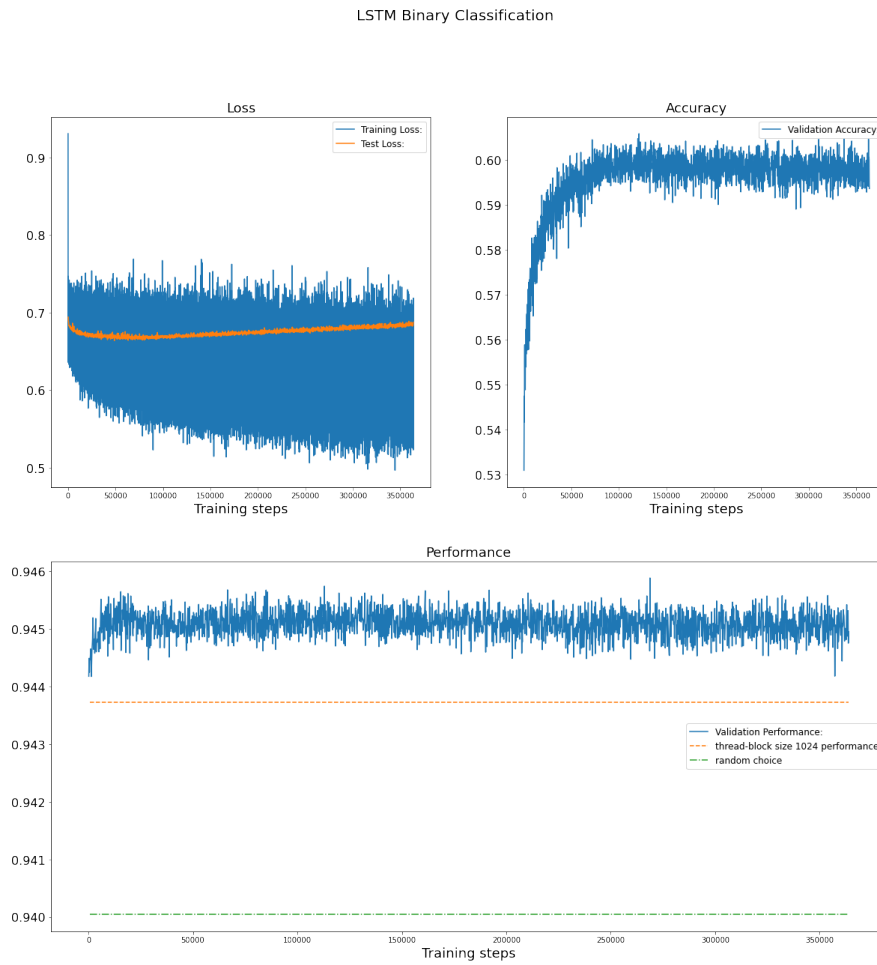 LSTM Binary Classification
Loss
Training Loss:
Test Loss:
0.9
0.8
0.7
0.6
0.5
0 50000 100000 150000 200000 250000 300000 350000
Training steps
Accuracy
Validation Accuracy
0.60
0.59
0.58
0.57
0.56
0.55
0.54
0.53
0 50000 100000 150000 200000 250000 300000 350000
Training steps
Performance
0.946
0.945
0.944
0.943
0.942
0.941
0.940
Validation Performance:
thread-block size 1024 performance
random choice
0 50000 100000 150000 200000 250000 300000 350000
Training steps